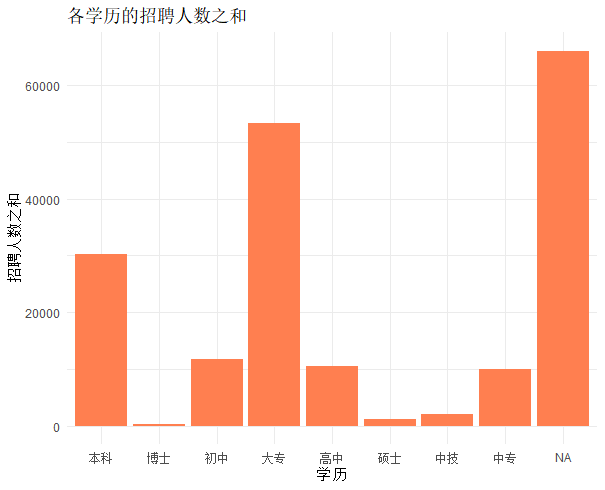 各学历的招聘人数之和
招聘人数之和
60000
40000
20000
0
本科 博士 初中 大专 高中 硕士 中技 中专 NA
学历